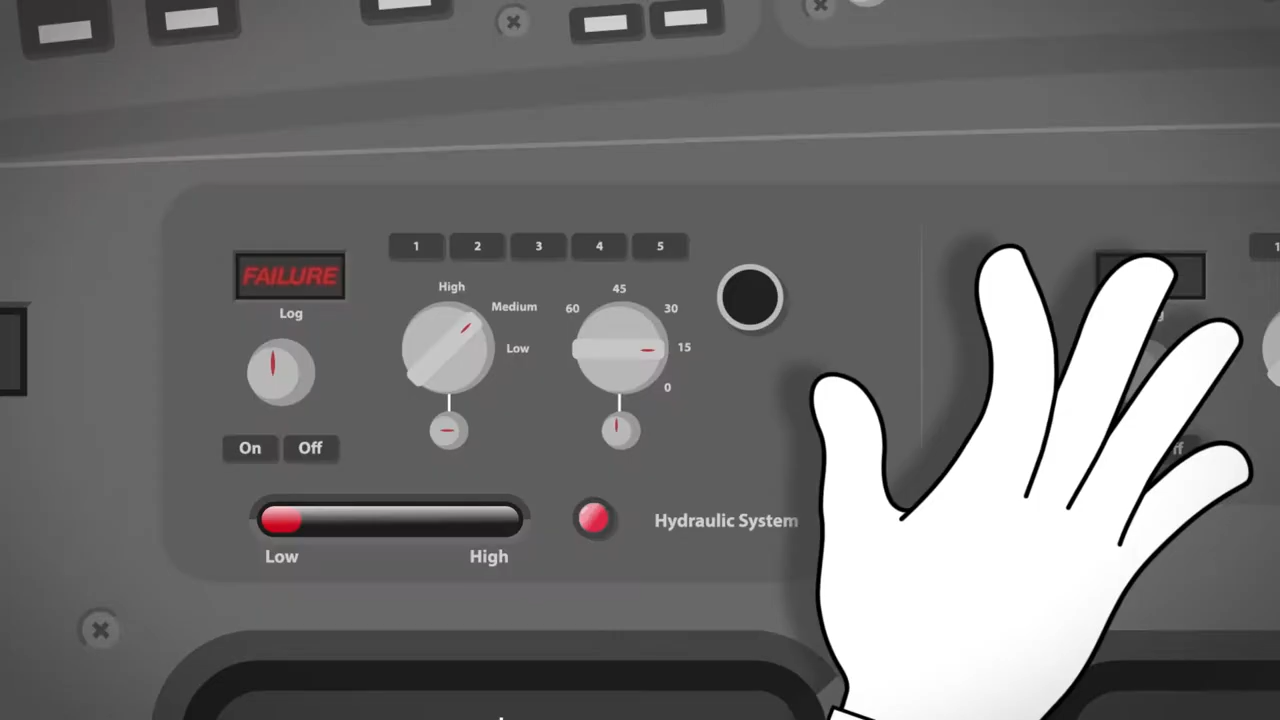 1 2 3 4 5
FAILURE
Log
High
Medium
Low
45
60 30
15
0
On Off
Hydraulic System
Low High